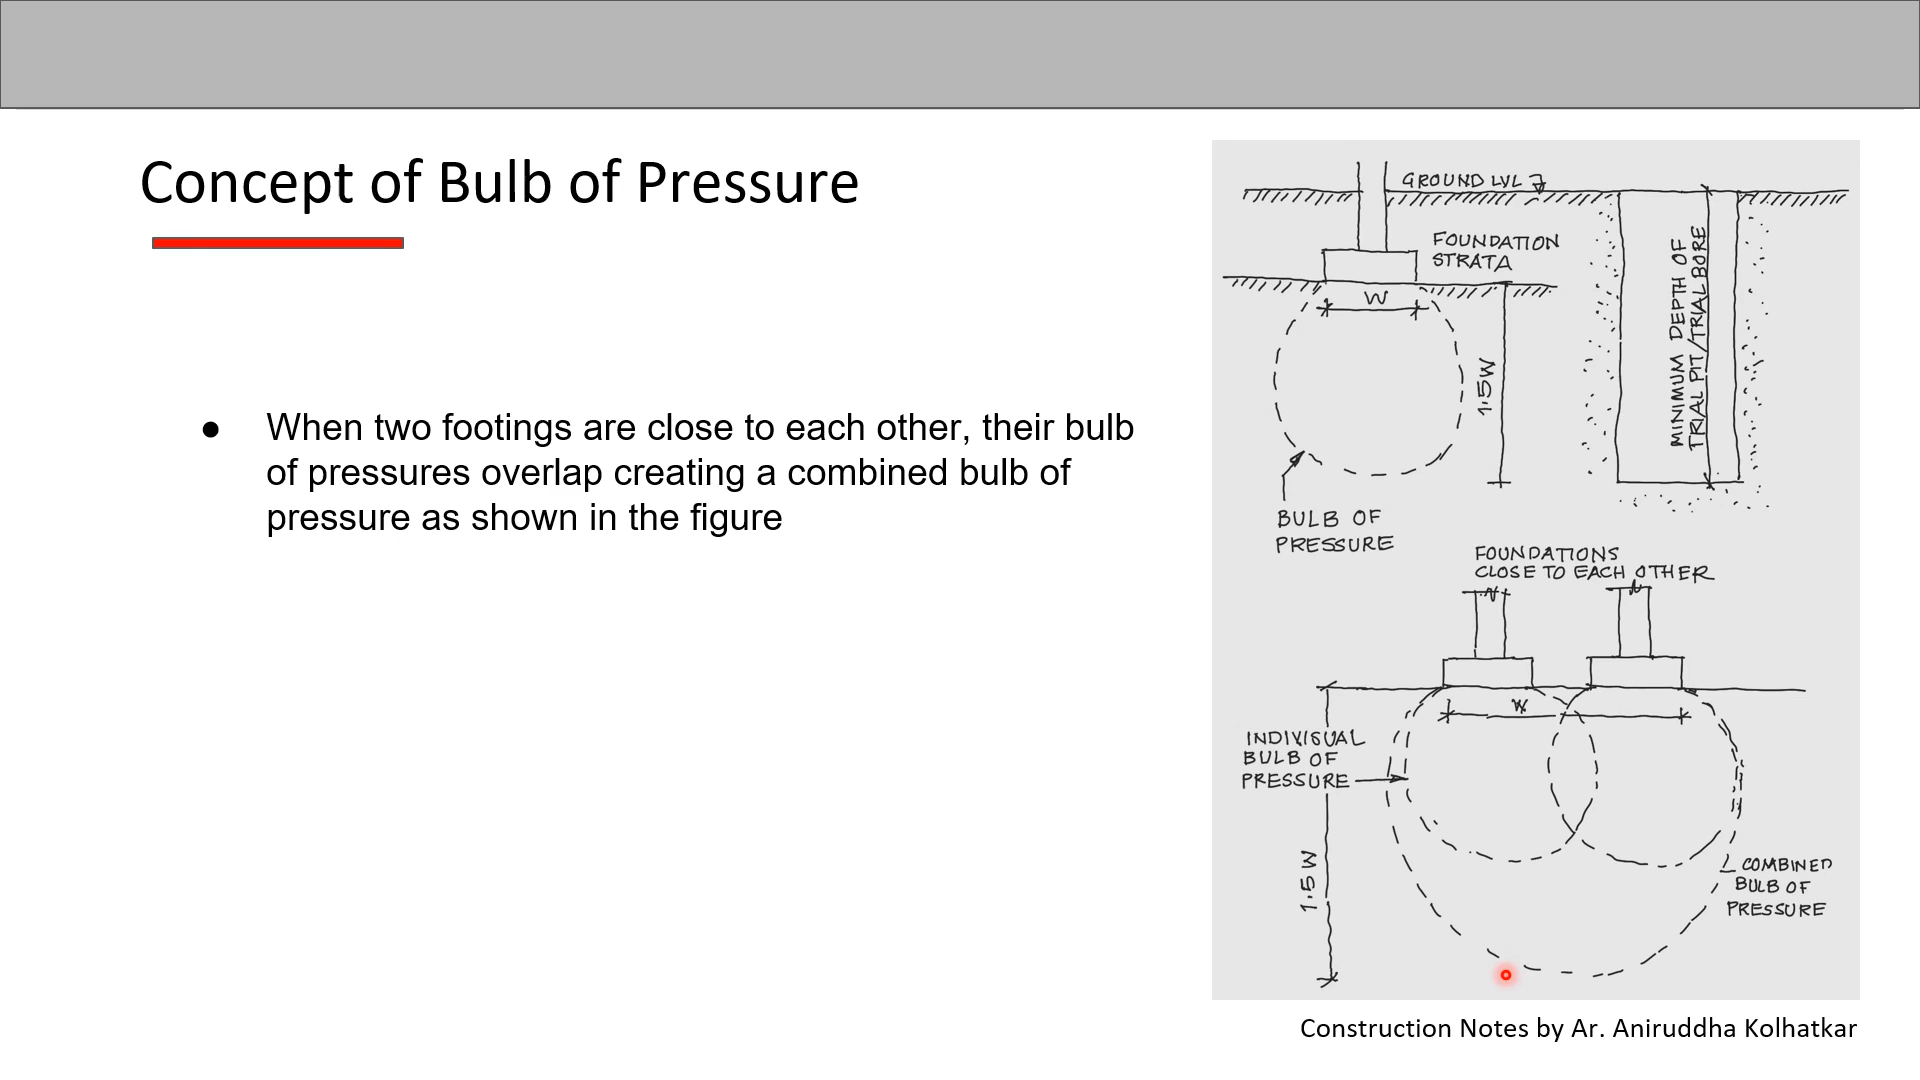 Concept of Bulb of Pressure
● When two footings are close to each other, their bulb
of pressures overlap creating a combined bulb of
pressure as shown in the figure
GROUND LVL
FOUNDATION
STRATA
W
1.5W
MINIMUM DEPTH OF
TRIAL PIT/TRIAL BORE
BULB OF
PRESSURE
FOUNDATIONS
CLOSE TO EACH OTHER
W
INDIVISUAL
BULB OF
PRESSURE
1.5W
COMBINED
BULB OF
PRESSURE
Construction Notes by Ar. Aniruddha Kolhatkar